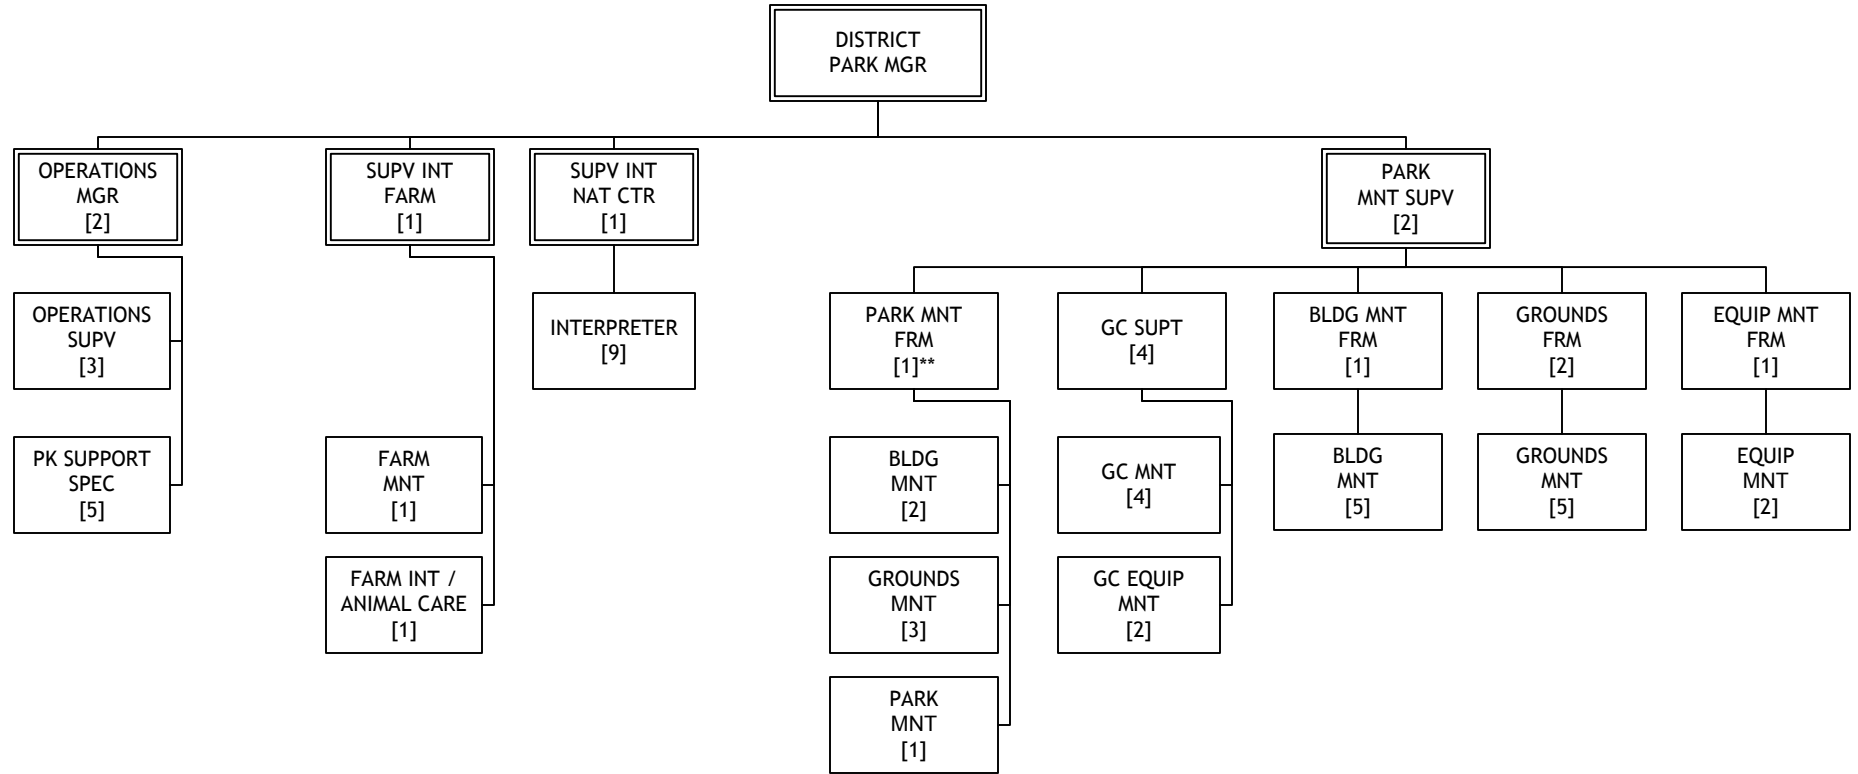 DISTRICT
PARK MGR
OPERATIONS
MGR
[2]
SUPV INT
FARM
[1]
SUPV INT
NAT CTR
[1]
PARK
MNT SUPV
[2]
OPERATIONS
SUPV
[3]
INTERPRETER
[9]
PARK MNT
FRM
[1]**
GC SUPT
[4]
BLDG MNT
FRM
[1]
GROUNDS
FRM
[2]
EQUIP MNT
FRM
[1]
PK SUPPORT
SPEC
[5]
FARM
MNT
[1]
BLDG
MNT
[2]
GC MNT
[4]
BLDG
MNT
[5]
GROUNDS
MNT
[5]
EQUIP
MNT
[2]
FARM INT /
ANIMAL CARE
[1]
GROUNDS
MNT
[3]
GC EQUIP
MNT
[2]
PARK
MNT
[1]